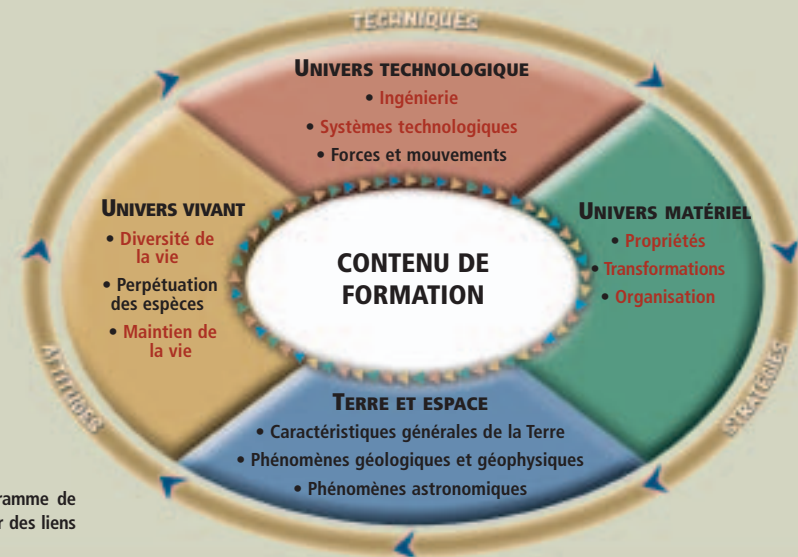 TECHNIQUES
UNIVERS TECHNOLOGIQUE
• Ingénierie
• Systèmes technologiques
• Forces et mouvements
UNIVERS VIVANT
• Diversité de
la vie
• Perpétuation
des espèces
• Maintien de
la vie
CONTENU DE
FORMATION
UNIVERS MATÉRIEL
• Propriétés
• Transformations
• Organisation
ATTITUDES
STRATÉGIES
TERRE ET ESPACE
• Caractéristiques générales de la Terre
• Phénomènes géologiques et géophysiques
• Phénomènes astronomiques
ramme de
r des liens